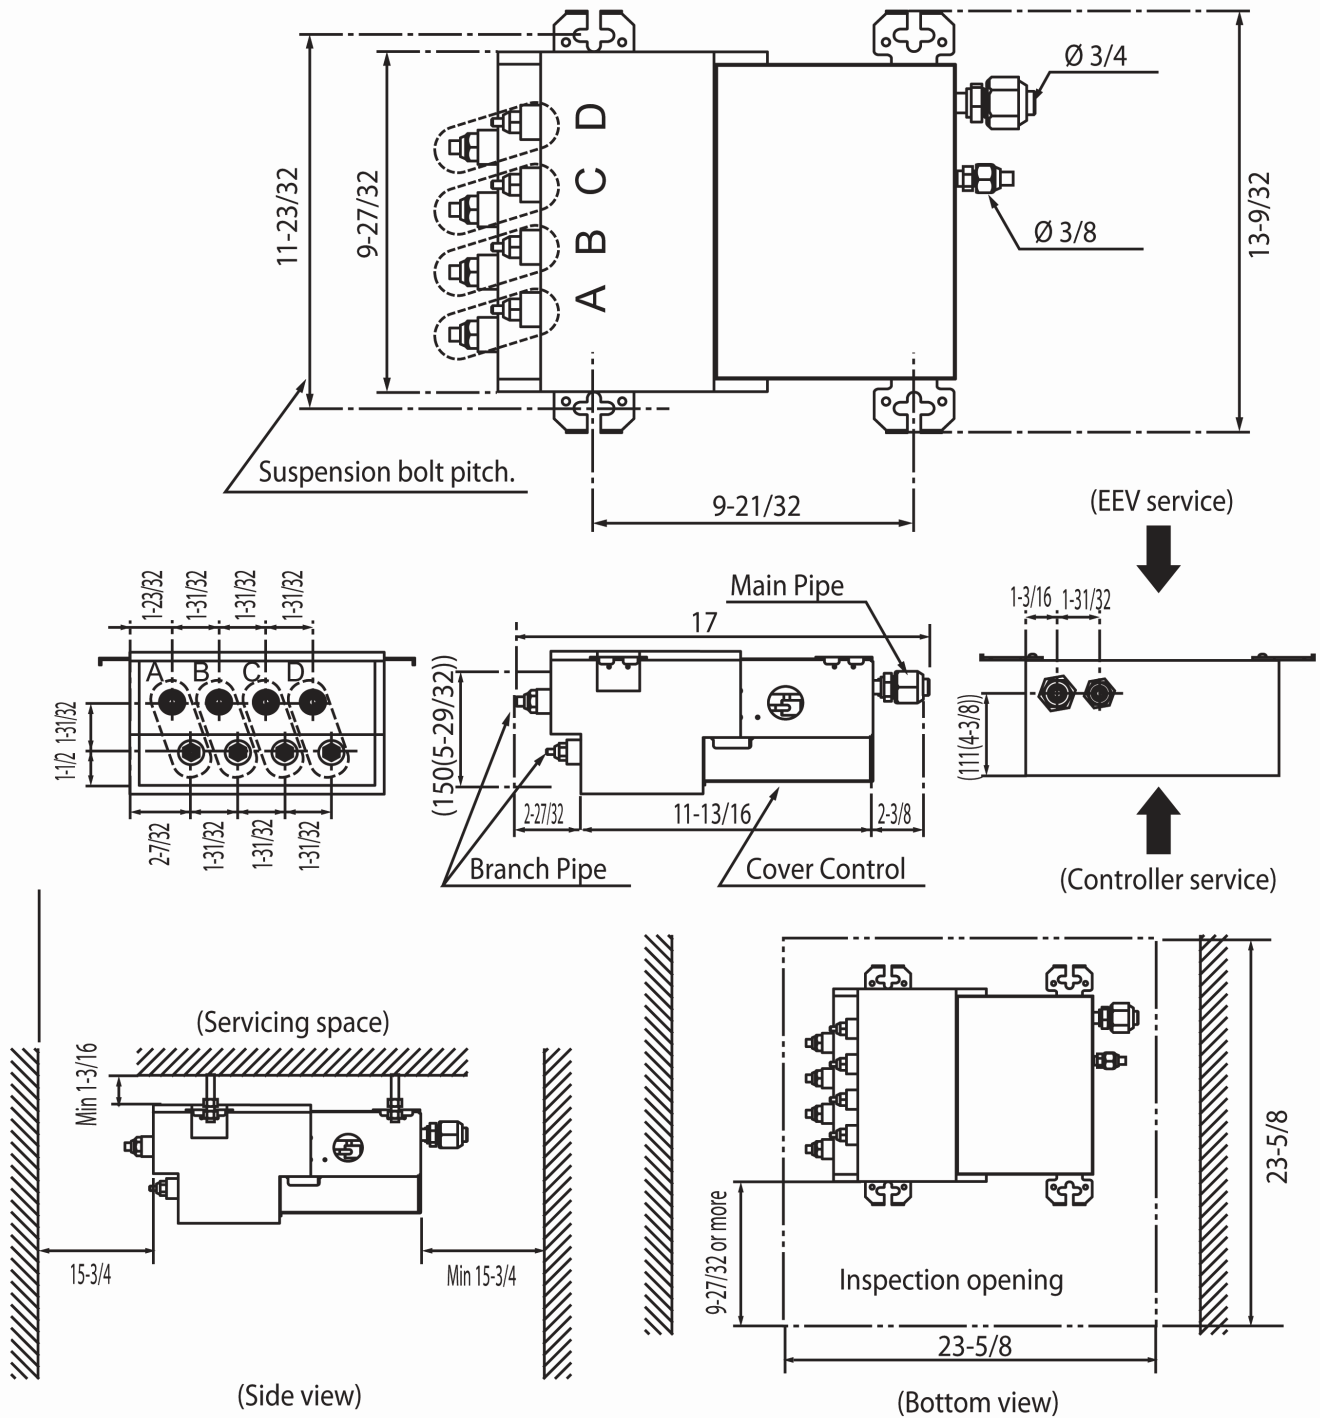 Ø 3/4
D
C
B
A
11-23/32
9-27/32
13-9/32
Ø 3/8
Suspension bolt pitch.
9-21/32
(EEV service)
1-23/32
1-31/32
1-31/32
1-31/32
Main Pipe
17
1-3/16
1-31/32
A
B
C
D
1-31/32
1-1/2
(150(5-29/32))
(111(4-3/8))
2-7/32
1-31/32
1-31/32
1-31/32
2-27/32
11-13/16
2-3/8
Branch Pipe
Cover Control
(Controller service)
(Servicing space)
Min 1-3/16
15-3/4
Min 15-3/4
(Side view)
23-5/8
9-27/32 or more
Inspection opening
23-5/8
(Bottom view)